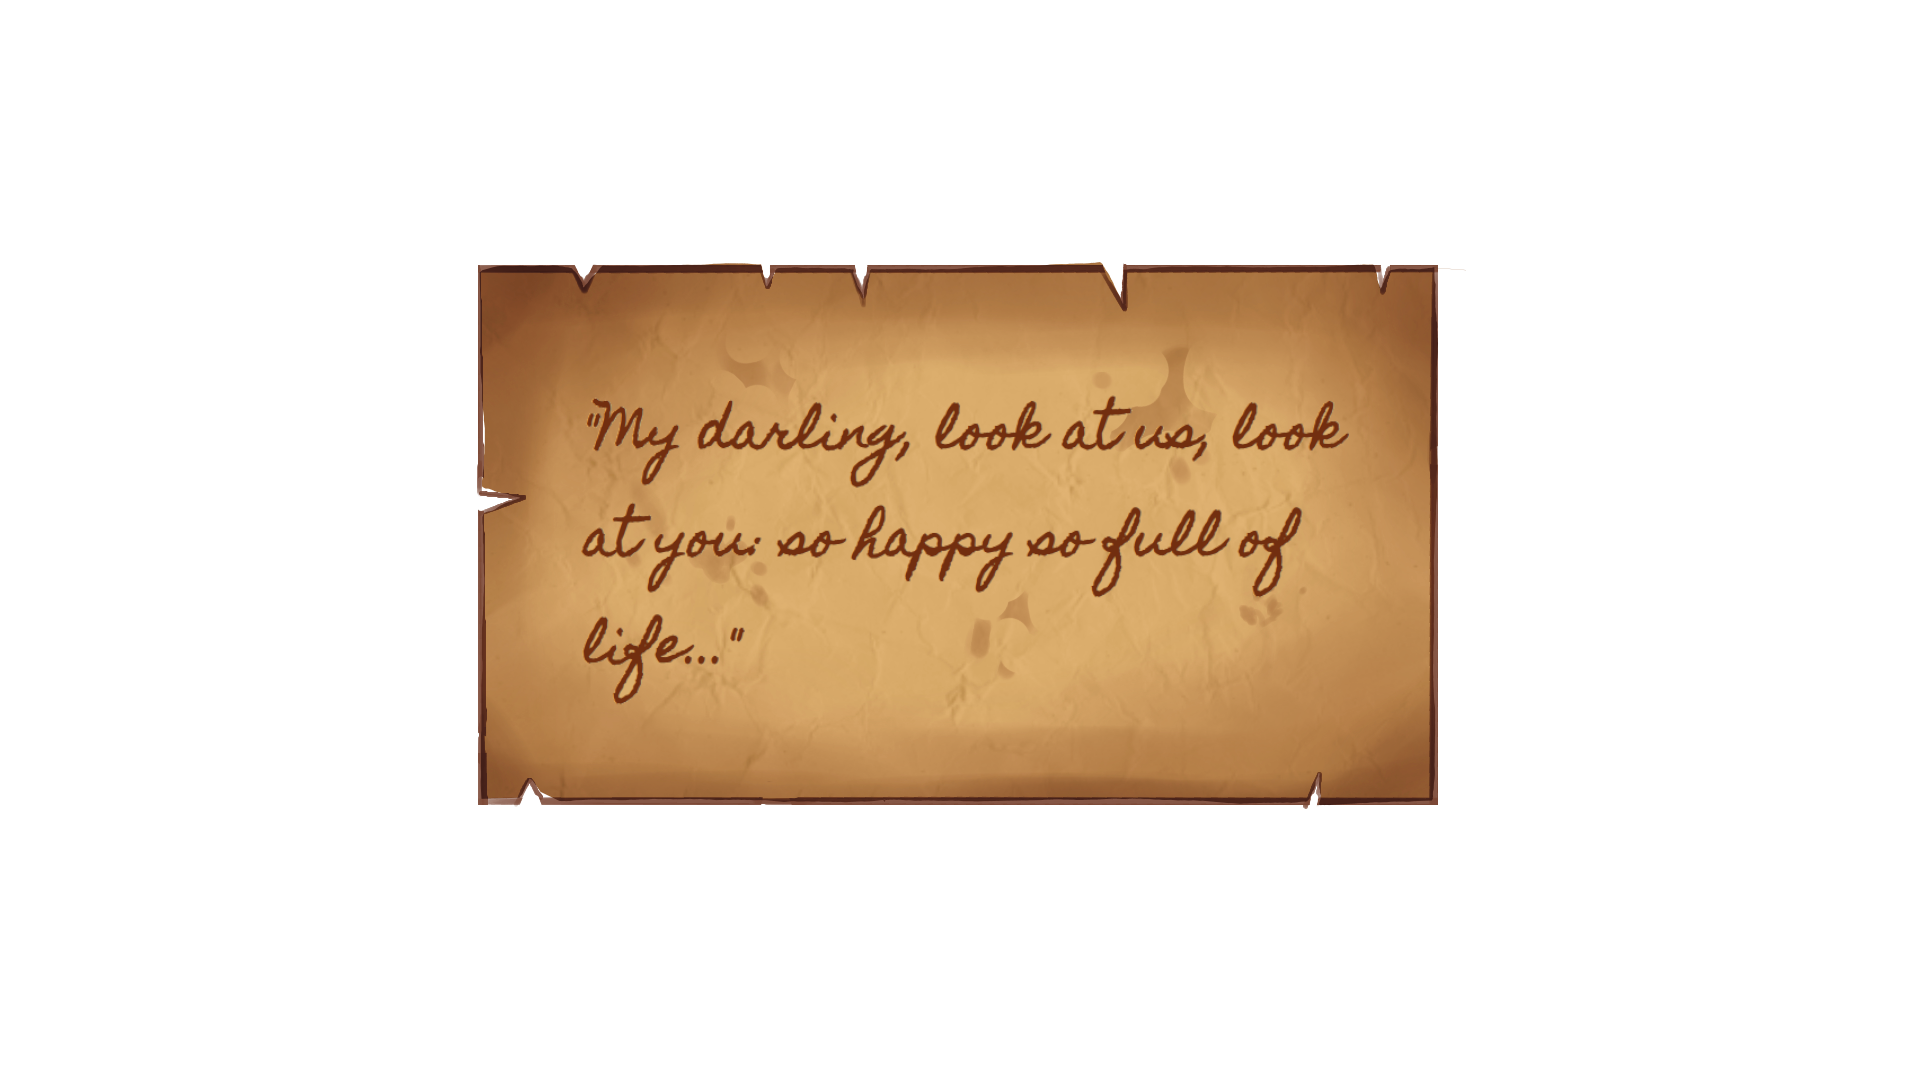 "My darling, look at us, look
at you: so happy so full of
life..."